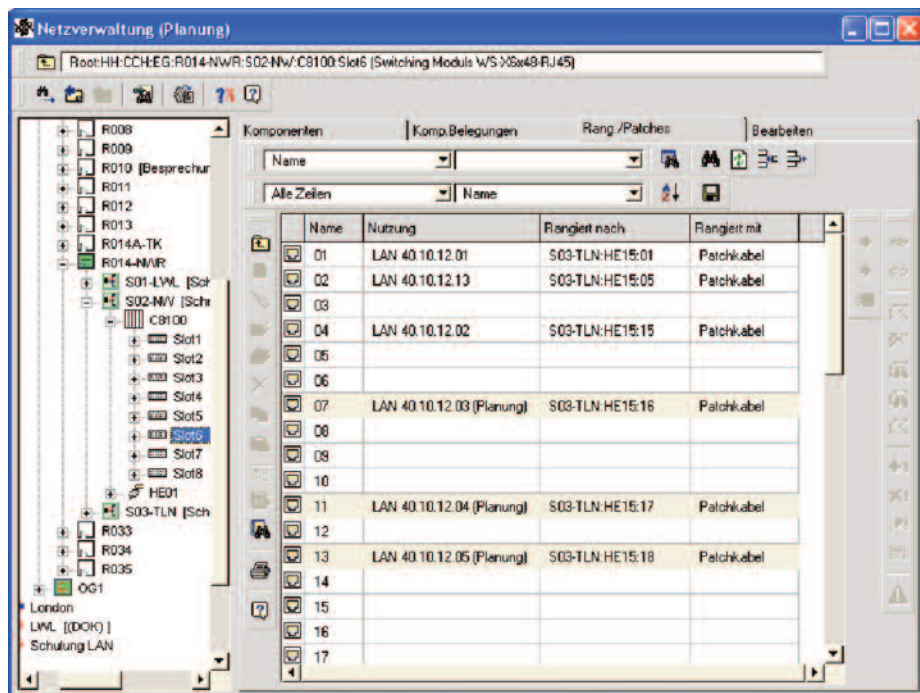 Netzverwaltung (Planung)
Root:HH:CCH:EG:R014-NWR:S02-NW:C8100:Slot6 (Switching Moduls WS-X6x48-RJ45)
R008
R009
R010 [Besprechur
R011
R012
R013
R014A-TK
R014-NWR
S01-LWL [Sch
S02-NW [Schr
C8100
Slot1
Slot2
Slot3
Slot4
Slot5
Slot6
Slot7
Slot8
HE01
S03-TLN [Sch
R033
R034
R035
OG1
London
LWL [(DOK) ]
Schulung LAN
Komponenten Komp.Belegungen Rang./Patches Bearbeiten
Name
Alle Zeilen Name
Name Nutzung Rangiert nach Rangiert mit
01 LAN 40.10.12.01 S03-TLN:HE15:01 Patchkabel
02 LAN 40.10.12.13 S03-TLN:HE15:05 Patchkabel
03
04 LAN 40.10.12.02 S03-TLN:HE15:15 Patchkabel
05
06
07 LAN 40.10.12.03 (Planung) S03-TLN:HE15:16 Patchkabel
08
09
10
11 LAN 40.10.12.04 (Planung) S03-TLN:HE15:17 Patchkabel
12
13 LAN 40.10.12.05 (Planung) S03-TLN:HE15:18 Patchkabel
14
15
16
17